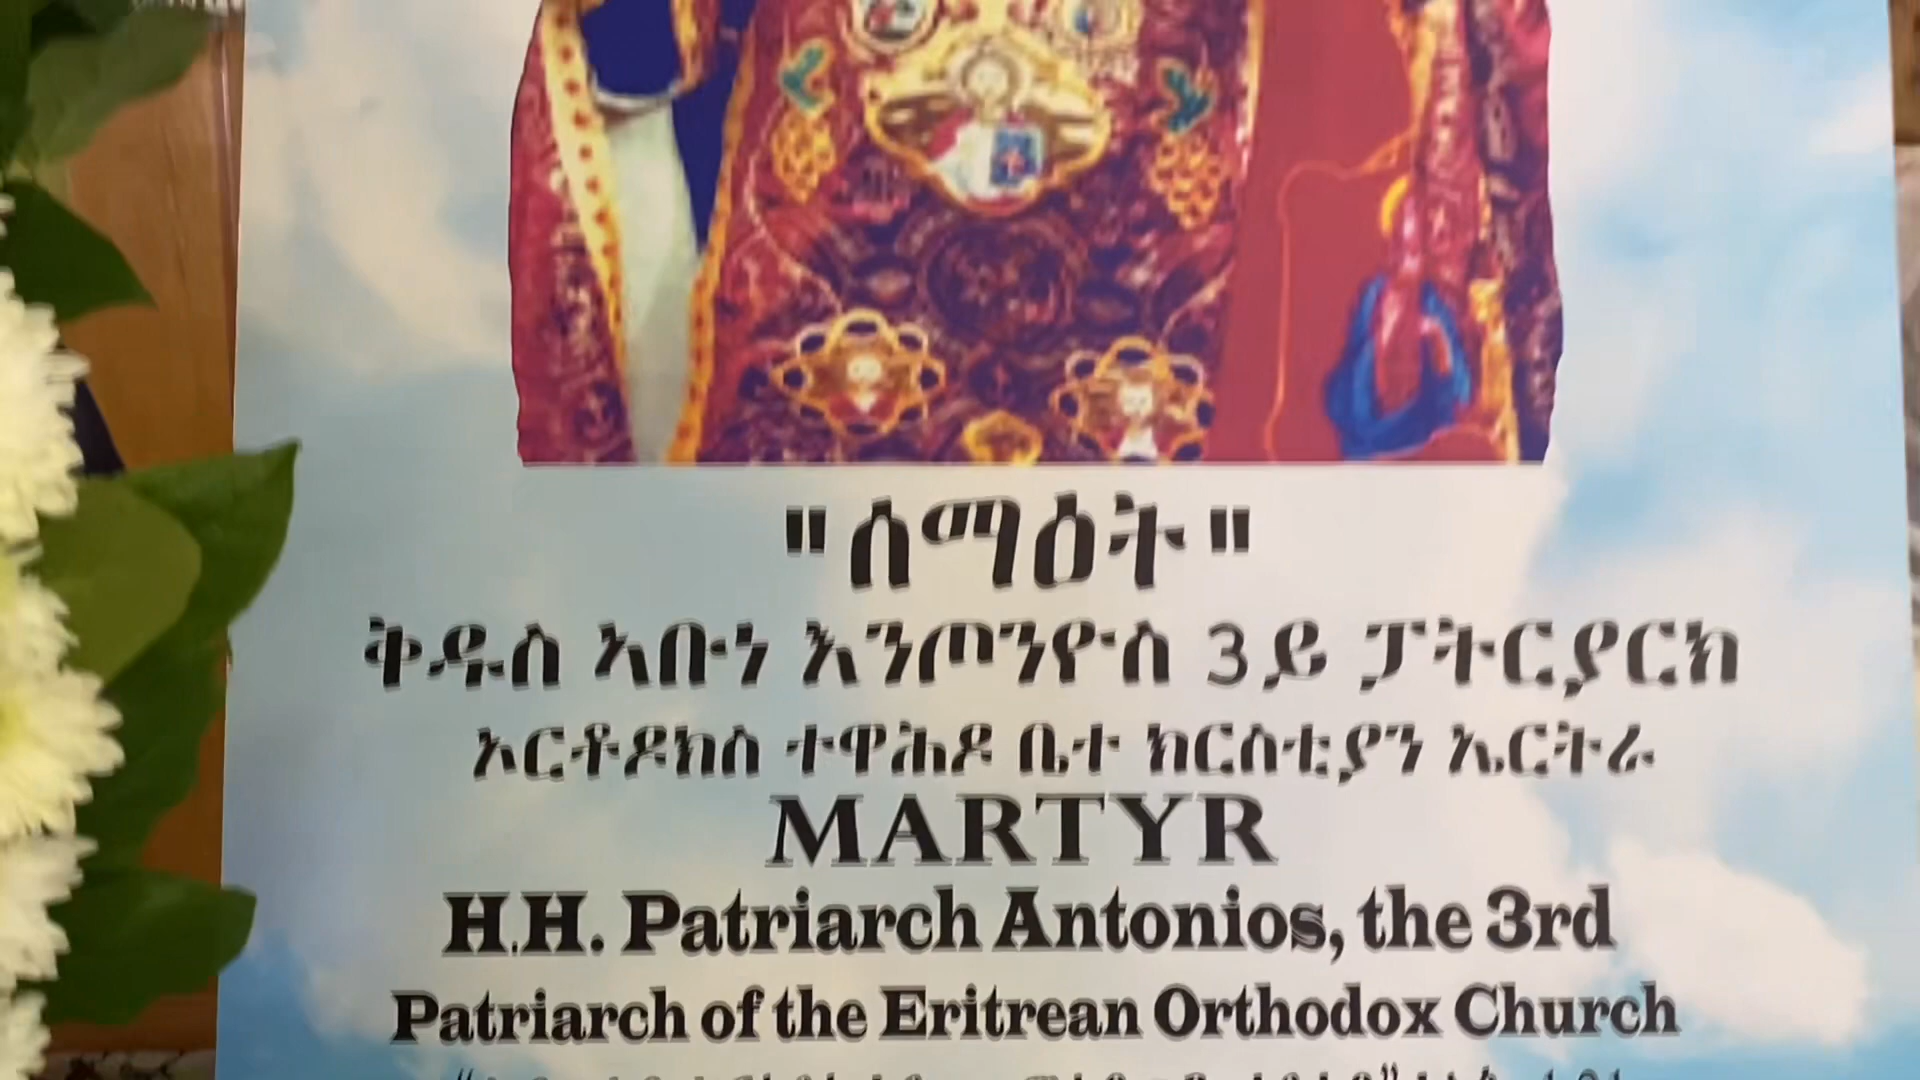 "ሰማዕት"
ቅዱስ ኣቡነ እንጦንዮስ 3ይ ፓትርያርክ
ኦርቶዶክስ ተዋሕዶ ቤተ ክርስቲያን ኤርትራ
MARTYR
H.H. Patriarch Antonios, the 3rd
Patriarch of the Eritrean Orthodox Church